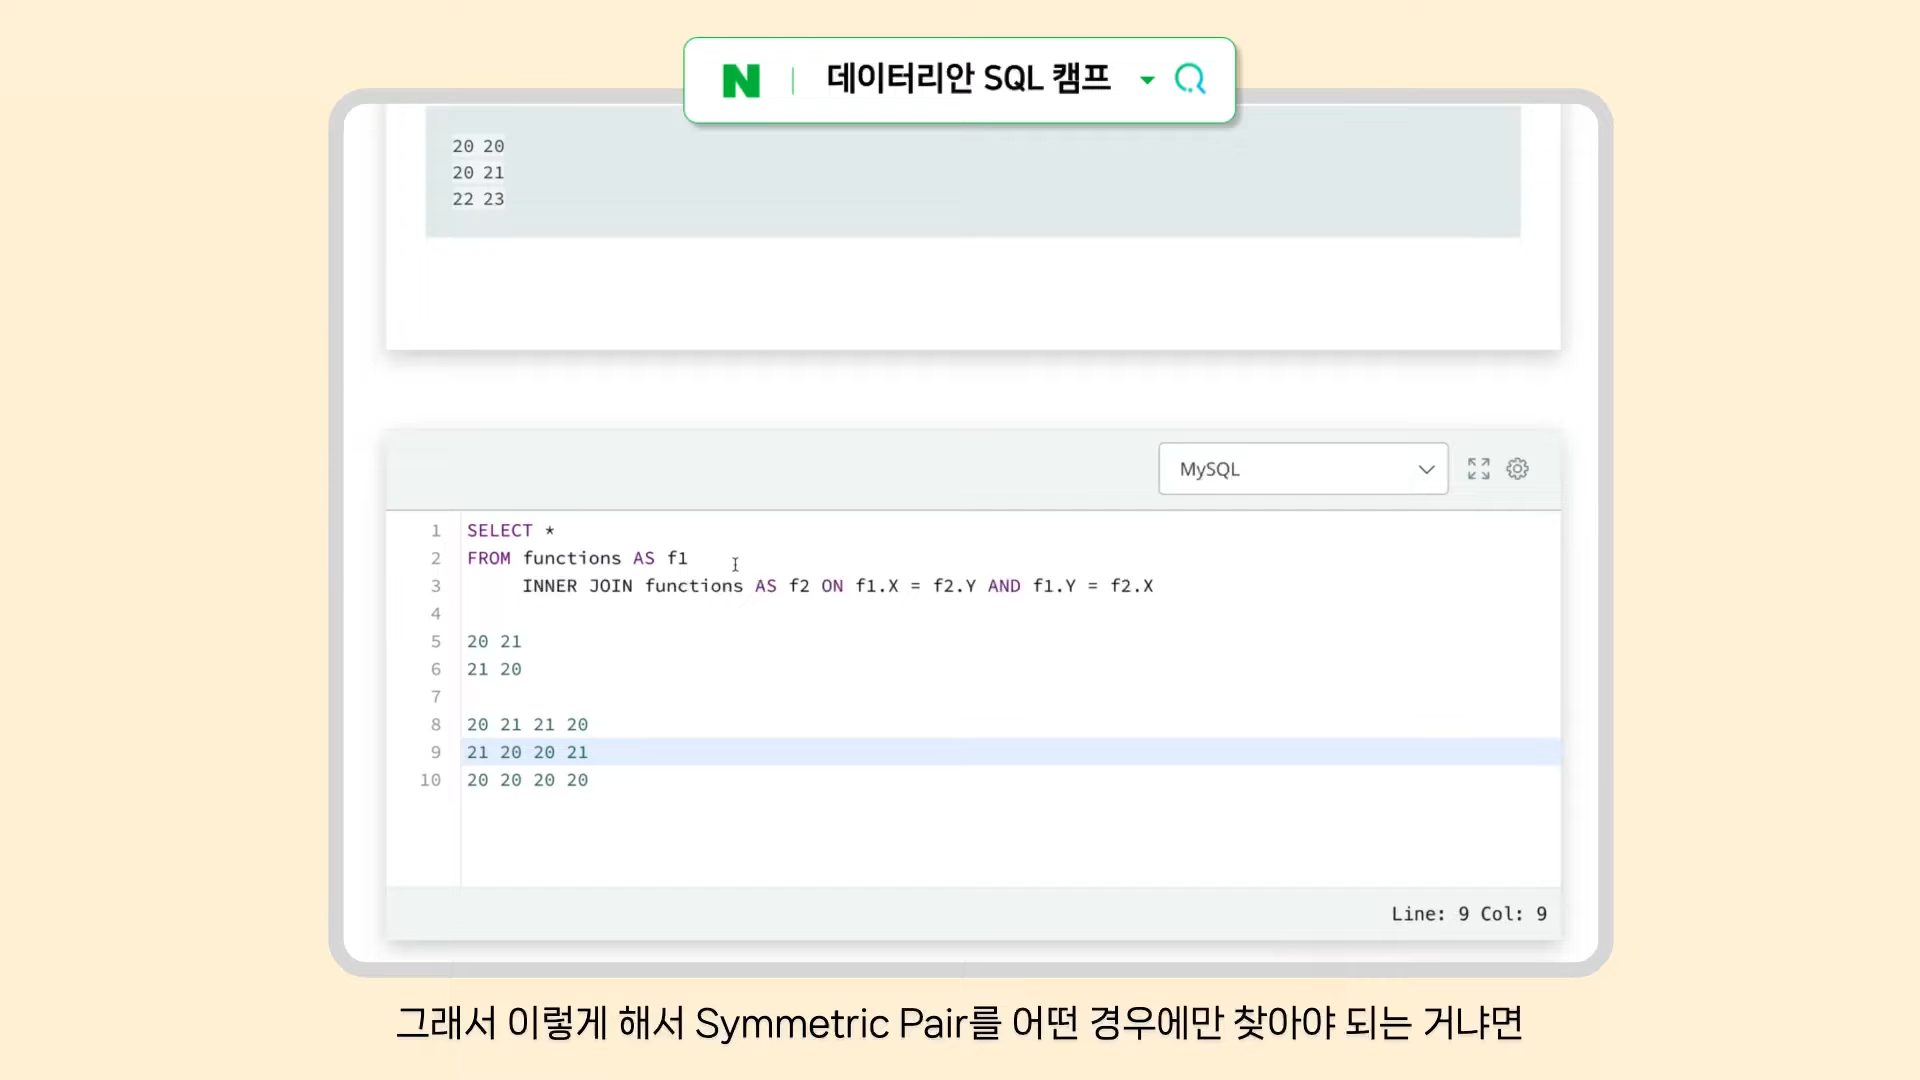 N | 데이터리안 SQL 캠프
20 20
20 21
22 23
MySQL
1 SELECT *
2 FROM functions AS f1
3 INNER JOIN functions AS f2 ON f1.X = f2.Y AND f1.Y = f2.X
4
5 20 21
6 21 20
7
8 20 21 21 20
9 21 20 20 21
10 20 20 20 20
Line: 9 Col: 9
그래서 이렇게 해서 Symmetric Pair를 어떤 경우에만 찾아야 되는 거냐면